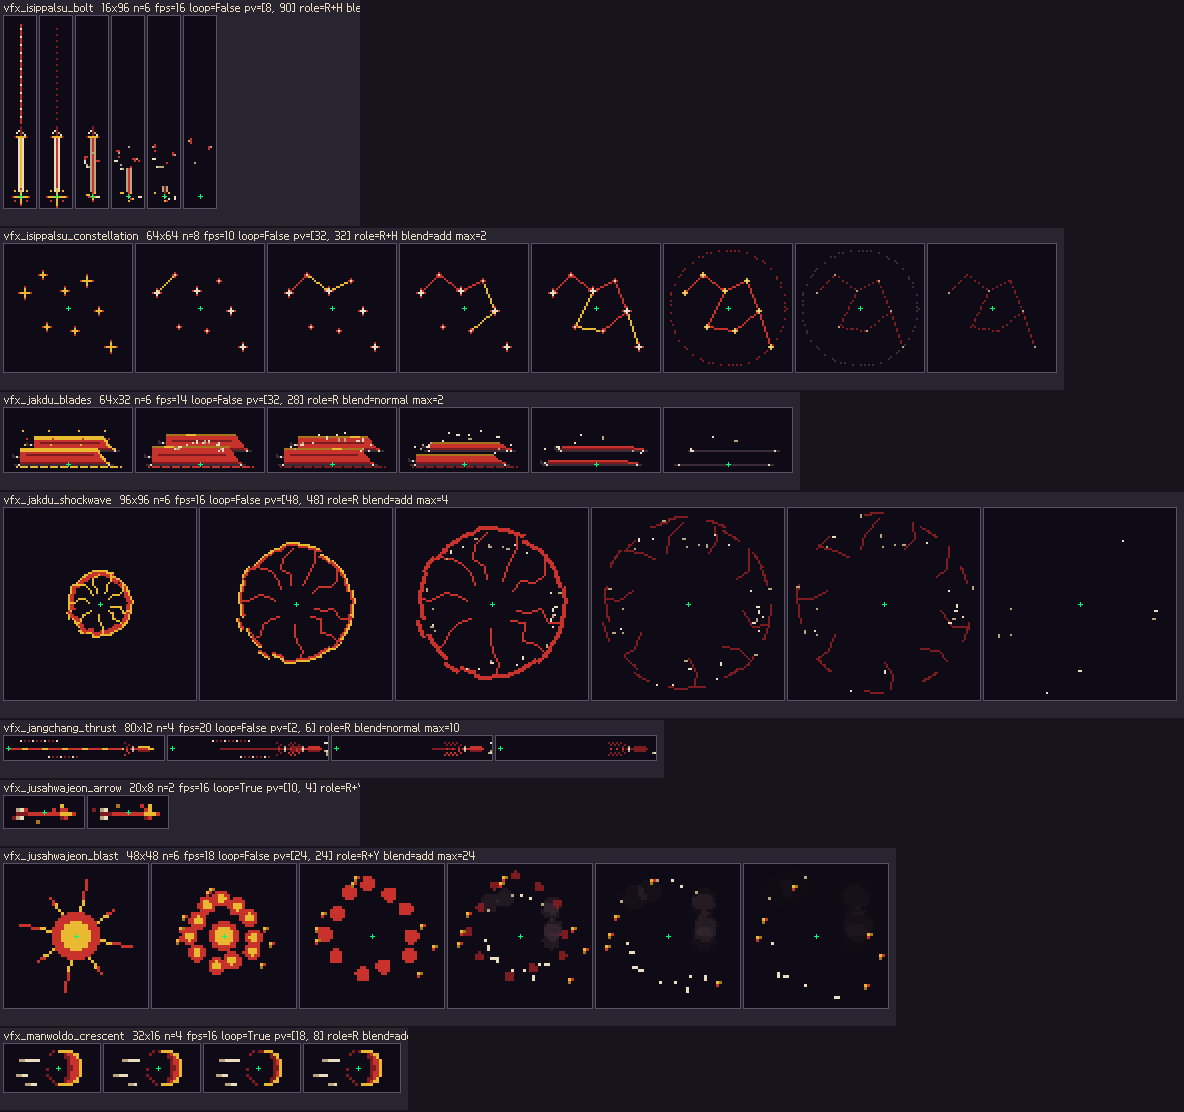 vfx_isippalsu_bolt 16x96 n=6 fps=16 loop=False pv=[8, 90] role=R+H ble
vfx_isippalsu_constellation 64x64 n=8 fps=10 loop=False pv=[32, 32] role=R+H blend=add max=2
vfx_jakdu_blades 64x32 n=6 fps=14 loop=False pv=[32, 28] role=R blend=normal max=2
vfx_jakdu_shockwave 96x96 n=6 fps=16 loop=False pv=[48, 48] role=R blend=add max=4
vfx_jangchang_thrust 80x12 n=4 fps=20 loop=False pv=[2, 6] role=R blend=normal max=10
vfx_jusahwajeon_arrow 20x8 n=2 fps=16 loop=True pv=[10, 4] role=R+
vfx_jusahwajeon_blast 48x48 n=6 fps=18 loop=False pv=[24, 24] role=R+Y blend=add max=24
vfx_manwoldo_crescent 32x16 n=4 fps=16 loop=True pv=[18, 8] role=R blend=add